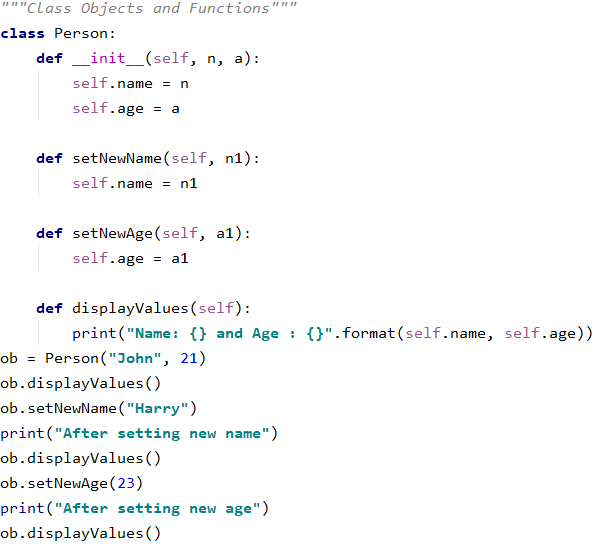 """Class Objects and Functions"""
class Person:
    def __init__(self, n, a):
        self.name = n
        self.age = a

    def setNewName(self, n1):
        self.name = n1

    def setNewAge(self, a1):
        self.age = a1

    def displayValues(self):
        print("Name: {} and Age : {}".format(self.name, self.age))
ob = Person("John", 21)
ob.displayValues()
ob.setNewName("Harry")
print("After setting new name")
ob.displayValues()
ob.setNewAge(23)
print("After setting new age")
ob.displayValues()